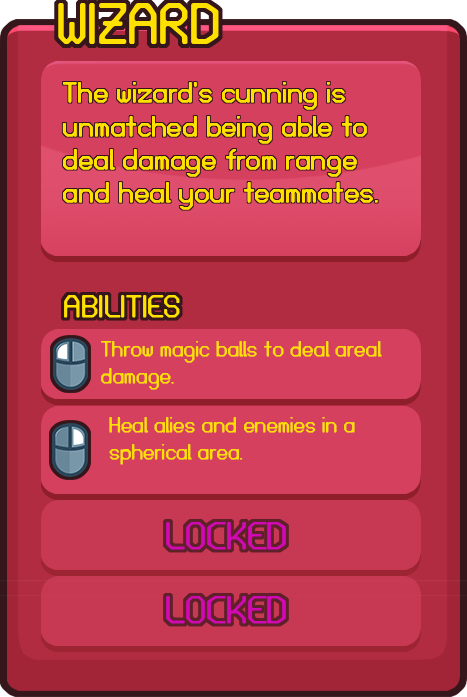 WIZARD
The wizard's cunning is
unmatched being able to
deal damage from range
and heal your teammates.
ABILITIES
Throw magic balls to deal areal
damage.
Heal alies and enemies in a
spherical area.
LOCKED
LOCKED